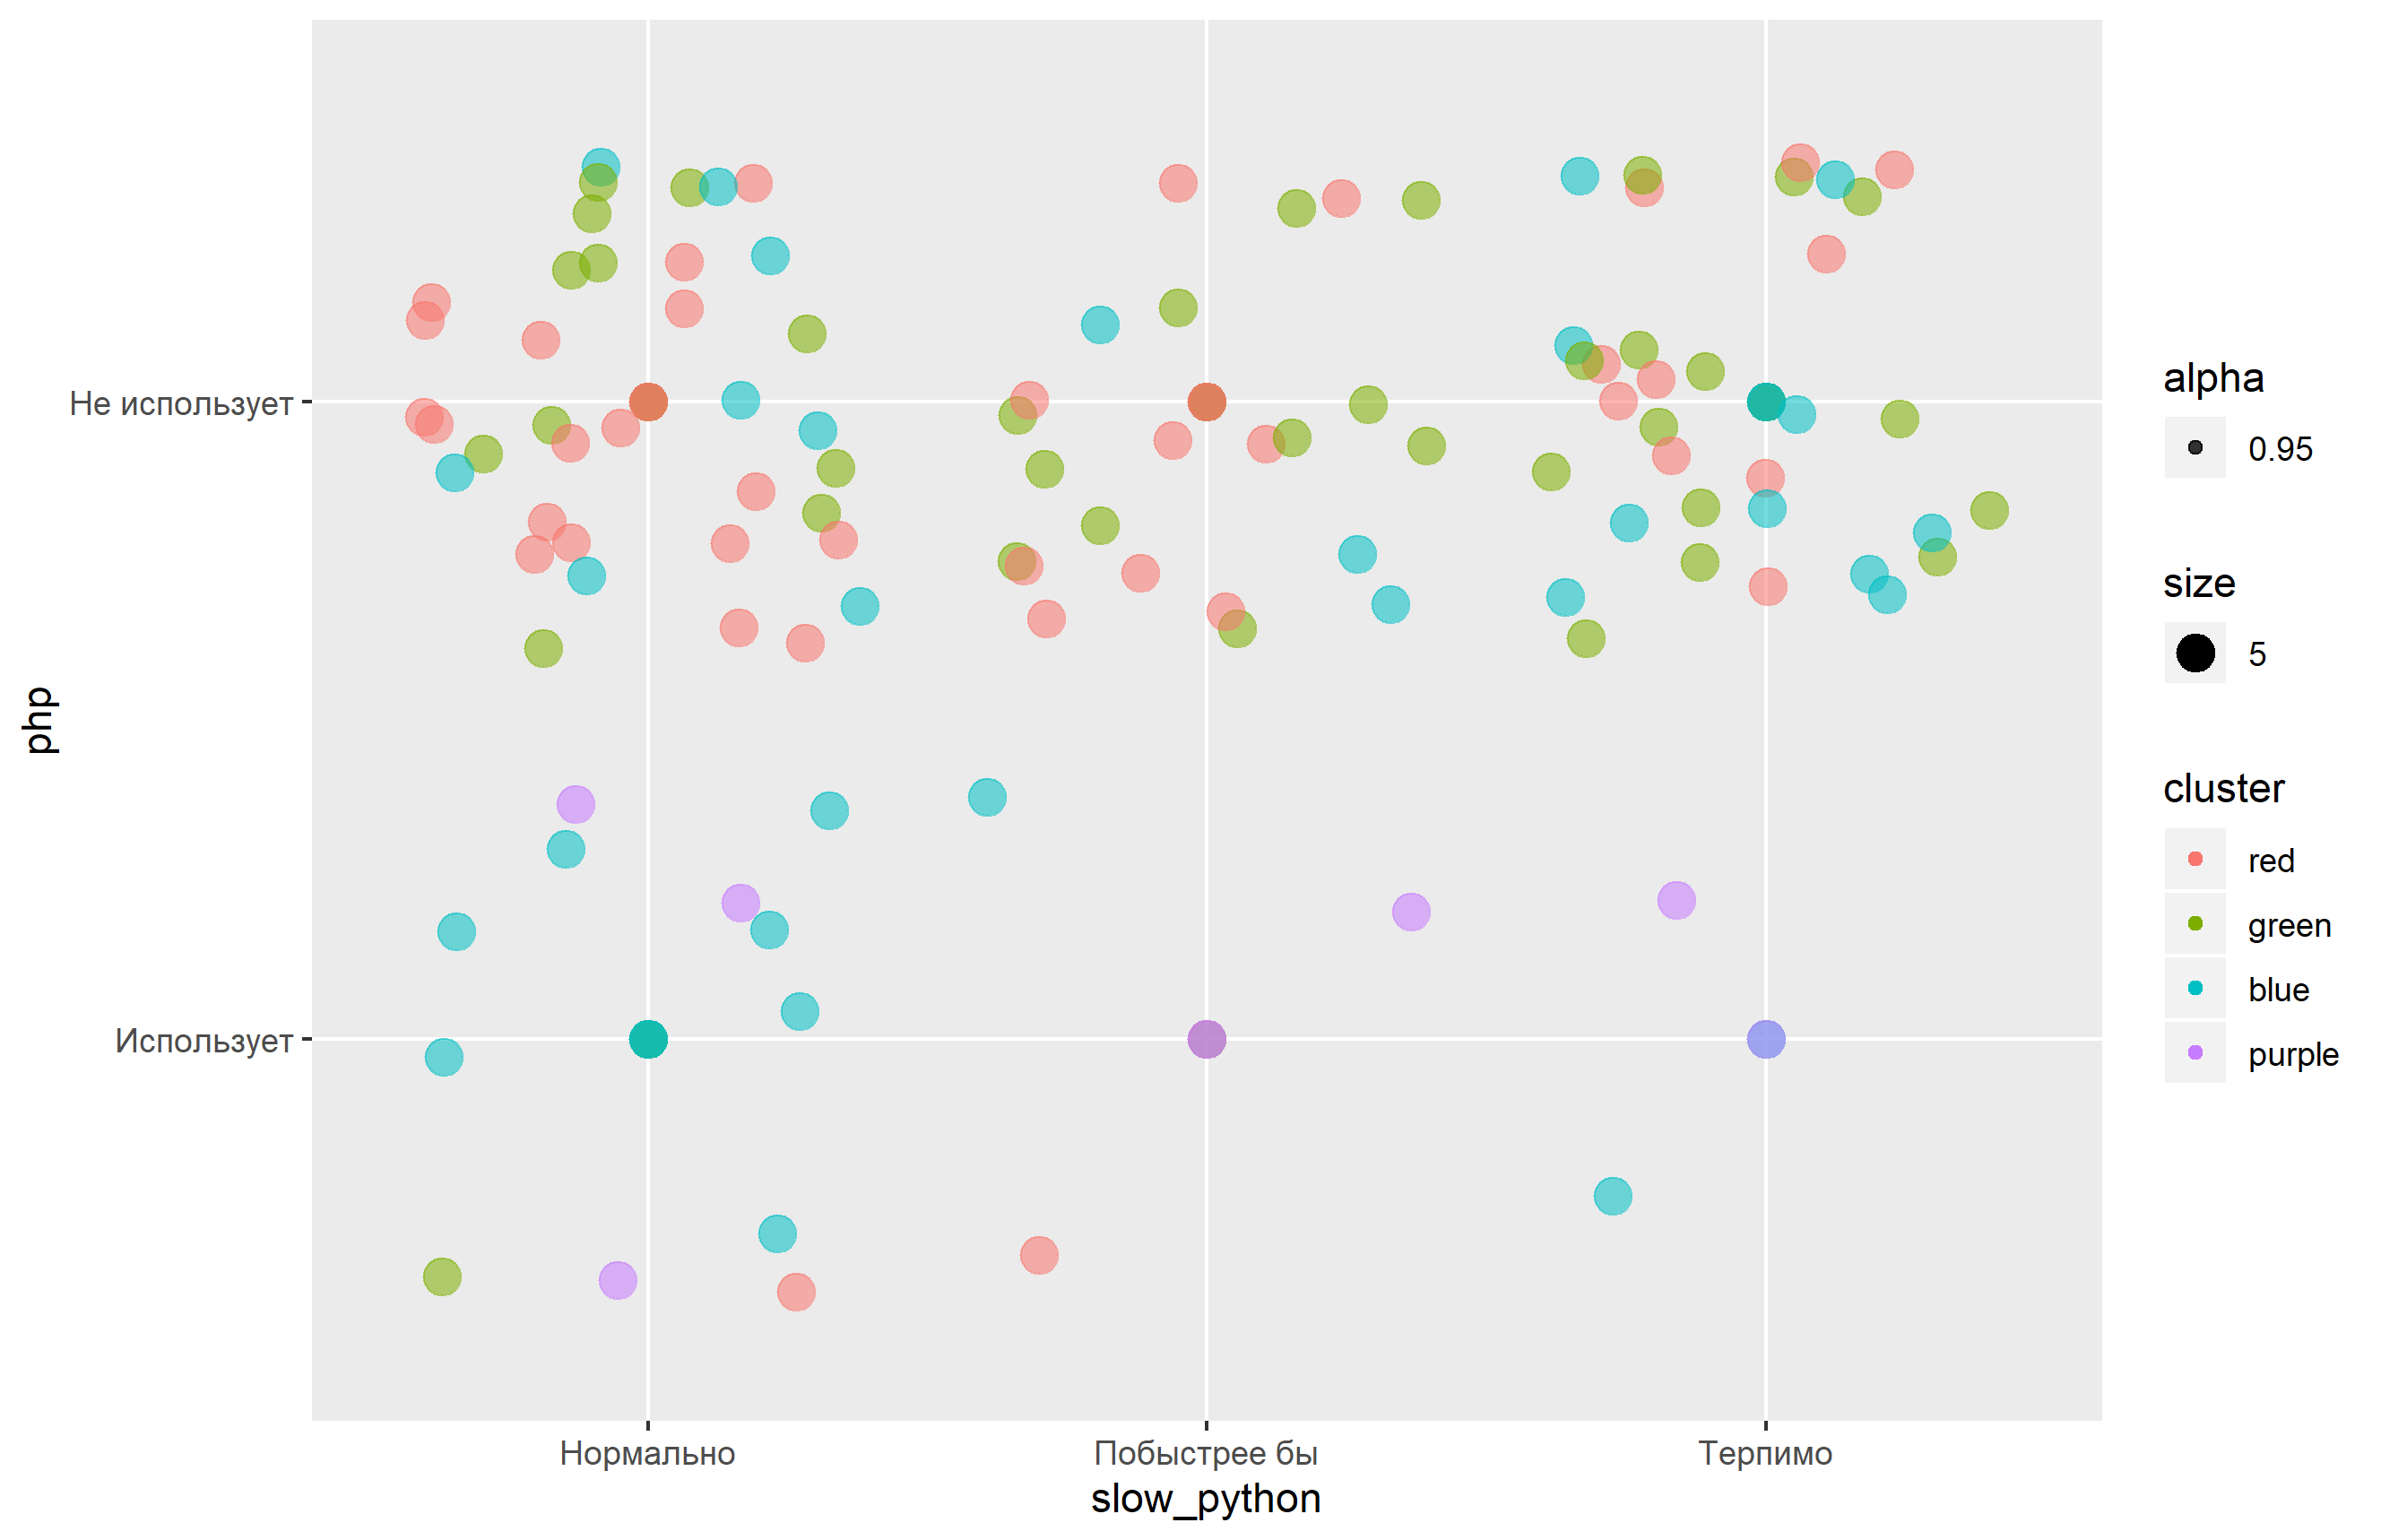 php
Не использует
Использует
Нормально
Побыстрее бы
Терпимо
slow_python
alpha
0.95
size
5
cluster
red
green
blue
purple